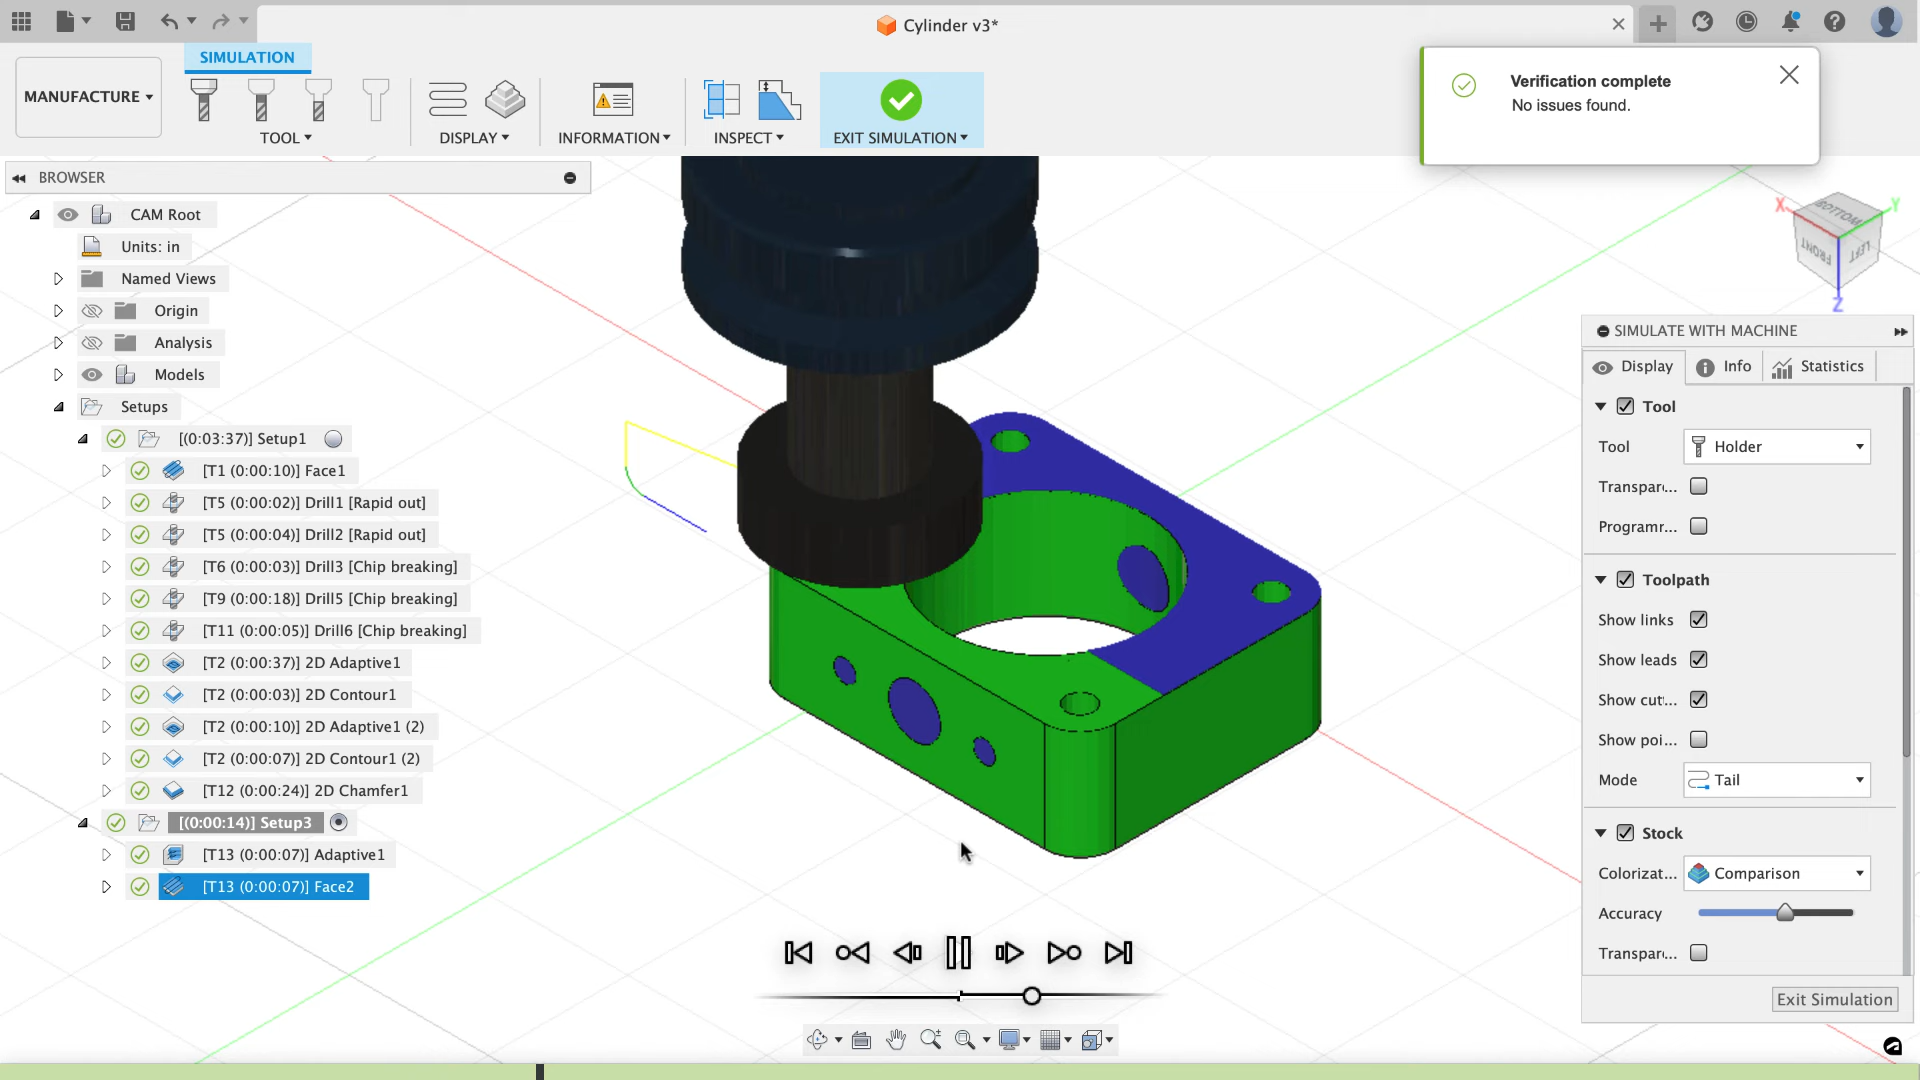 Cylinder v3*
SIMULATION
MANUFACTURE
TOOL
DISPLAY
INFORMATION
INSPECT
EXIT SIMULATION
Verification complete
No issues found.
BROWSER
CAM Root
Units: in
Named Views
Origin
Analysis
Models
Setups
[(0:03:37)] Setup1
[T1 (0:00:10)] Face1
[T5 (0:00:02)] Drill1 [Rapid out]
[T5 (0:00:04)] Drill2 [Rapid out]
[T6 (0:00:03)] Drill3 [Chip breaking]
[T9 (0:00:18)] Drill5 [Chip breaking]
[T11 (0:00:05)] Drill6 [Chip breaking]
[T2 (0:00:37)] 2D Adaptive1
[T2 (0:00:03)] 2D Contour1
[T2 (0:00:10)] 2D Adaptive1 (2)
[T2 (0:00:07)] 2D Contour1 (2)
[T12 (0:00:24)] 2D Chamfer1
[(0:00:14)] Setup3
[T13 (0:00:07)] Adaptive1
[T13 (0:00:07)] Face2
X
Y
BOTTOM
FRONT
LEFT
Z
SIMULATE WITH MACHINE
Display
Info
Statistics
Tool
Tool
Holder
Transpar...
Programr...
Toolpath
Show links
Show leads
Show cut...
Show poi...
Mode
Tail
Stock
Colorizat...
Comparison
Accuracy
Transpar...
Exit Simulation